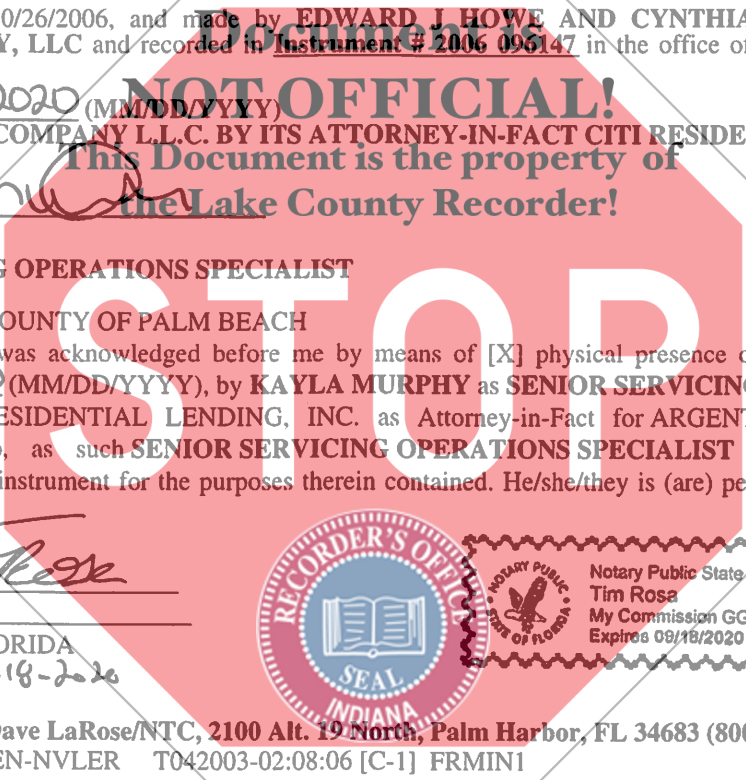 0/26/2006, and made by EDWARD J HOWE AND CYNTHIA
Y, LLC and recorded in Instrument # 2006 096147 in the office of
Document is
NOT OFFICIAL!
This Document is the property of
the Lake County Recorder!
2020 (MM/DD/YYYY)
COMPANY L.L.C. BY ITS ATTORNEY-IN-FACT CITI RESIDE
G OPERATIONS SPECIALIST
STOP
OUNTY OF PALM BEACH
was acknowledged before me by means of [X] physical presence o
(MM/DD/YYYY), by KAYLA MURPHY as SENIOR SERVICING
ESIDENTIAL LENDING, INC. as Attorney-in-Fact for ARGENT
, as such SENIOR SERVICING OPERATIONS SPECIALIST
instrument for the purposes therein contained. He/she/they is (are) pe
RECORDER'S OFFICE
SEAL
INDIANA
NOTARY PUBLIC
STATE OF FLORIDA
Notary Public State
Tim Rosa
My Commission GG
Expires 09/18/2020
ORIDA
18-2020
Dave LaRose/NTC, 2100 Alt. 19 North, Palm Harbor, FL 34683 (800
EN-NVLER T042003-02:08:06 [C-1] FRMIN1